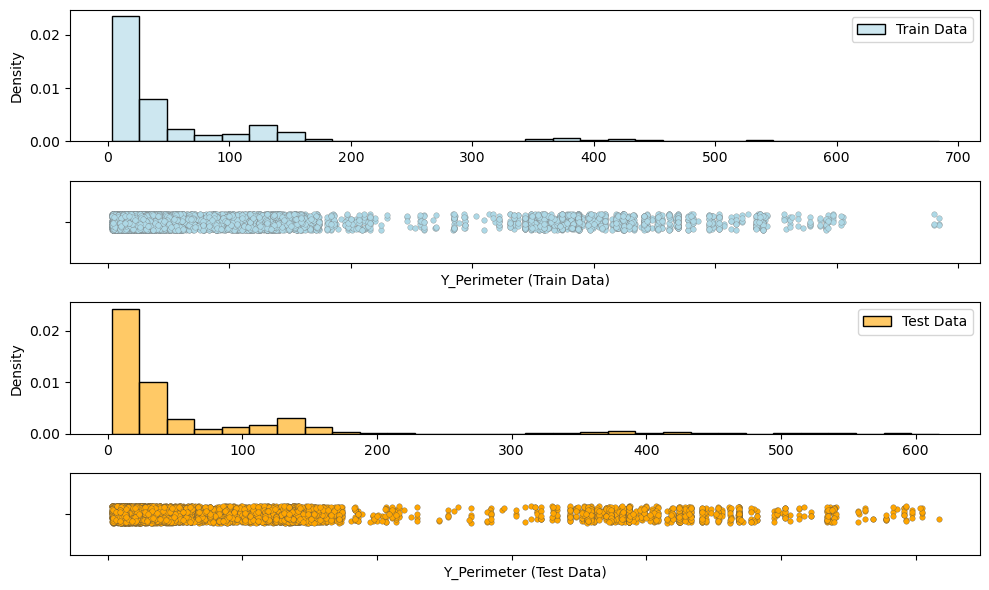 Train Data
0.02
0.01
0.00
Density
0 100 200 300 400 500 600 700
Y_Perimeter (Train Data)
Test Data
0.02
0.01
0.00
Density
0 100 200 300 400 500 600
Y_Perimeter (Test Data)